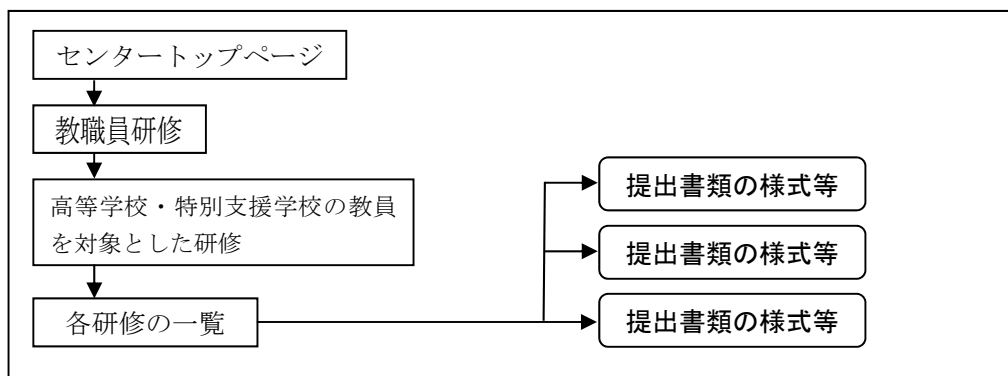 センタートップページ
教職員研修
高等学校・特別支援学校の教員
を対象とした研修
各研修の一覧
提出書類の様式等
提出書類の様式等
提出書類の様式等